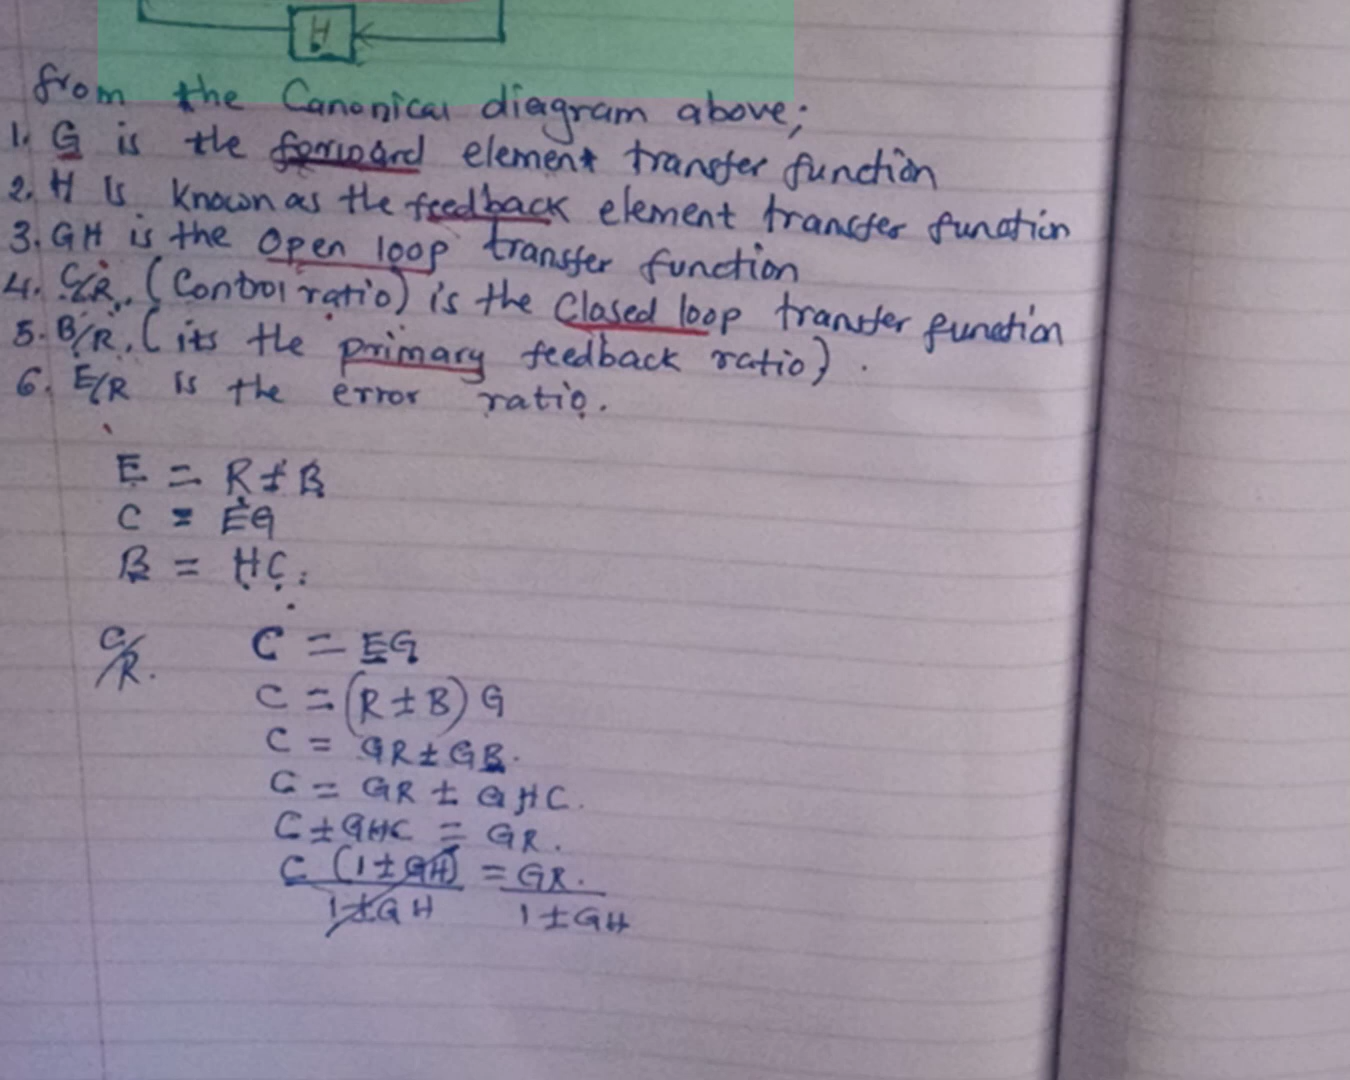 H
from the Canonical diagram above;
1. G is the forward element transfer function
2. H Is known as the feedback element transfer function
3. GH is the open loop transfer function
4. C/R. (Control ratio) is the Closed loop transfer function
5. B/R. (its the primary feedback ratio).
6. E/R is the error ratio.
E = R ± B
C = EG
B = HC.
C/R. C = EG
C = (R ± B) G
C = GR ± GB.
C = GR ± GHC.
C ± GHC = GR.
C (1 ± GH) = GR.
1 ± GH 1 ± GH